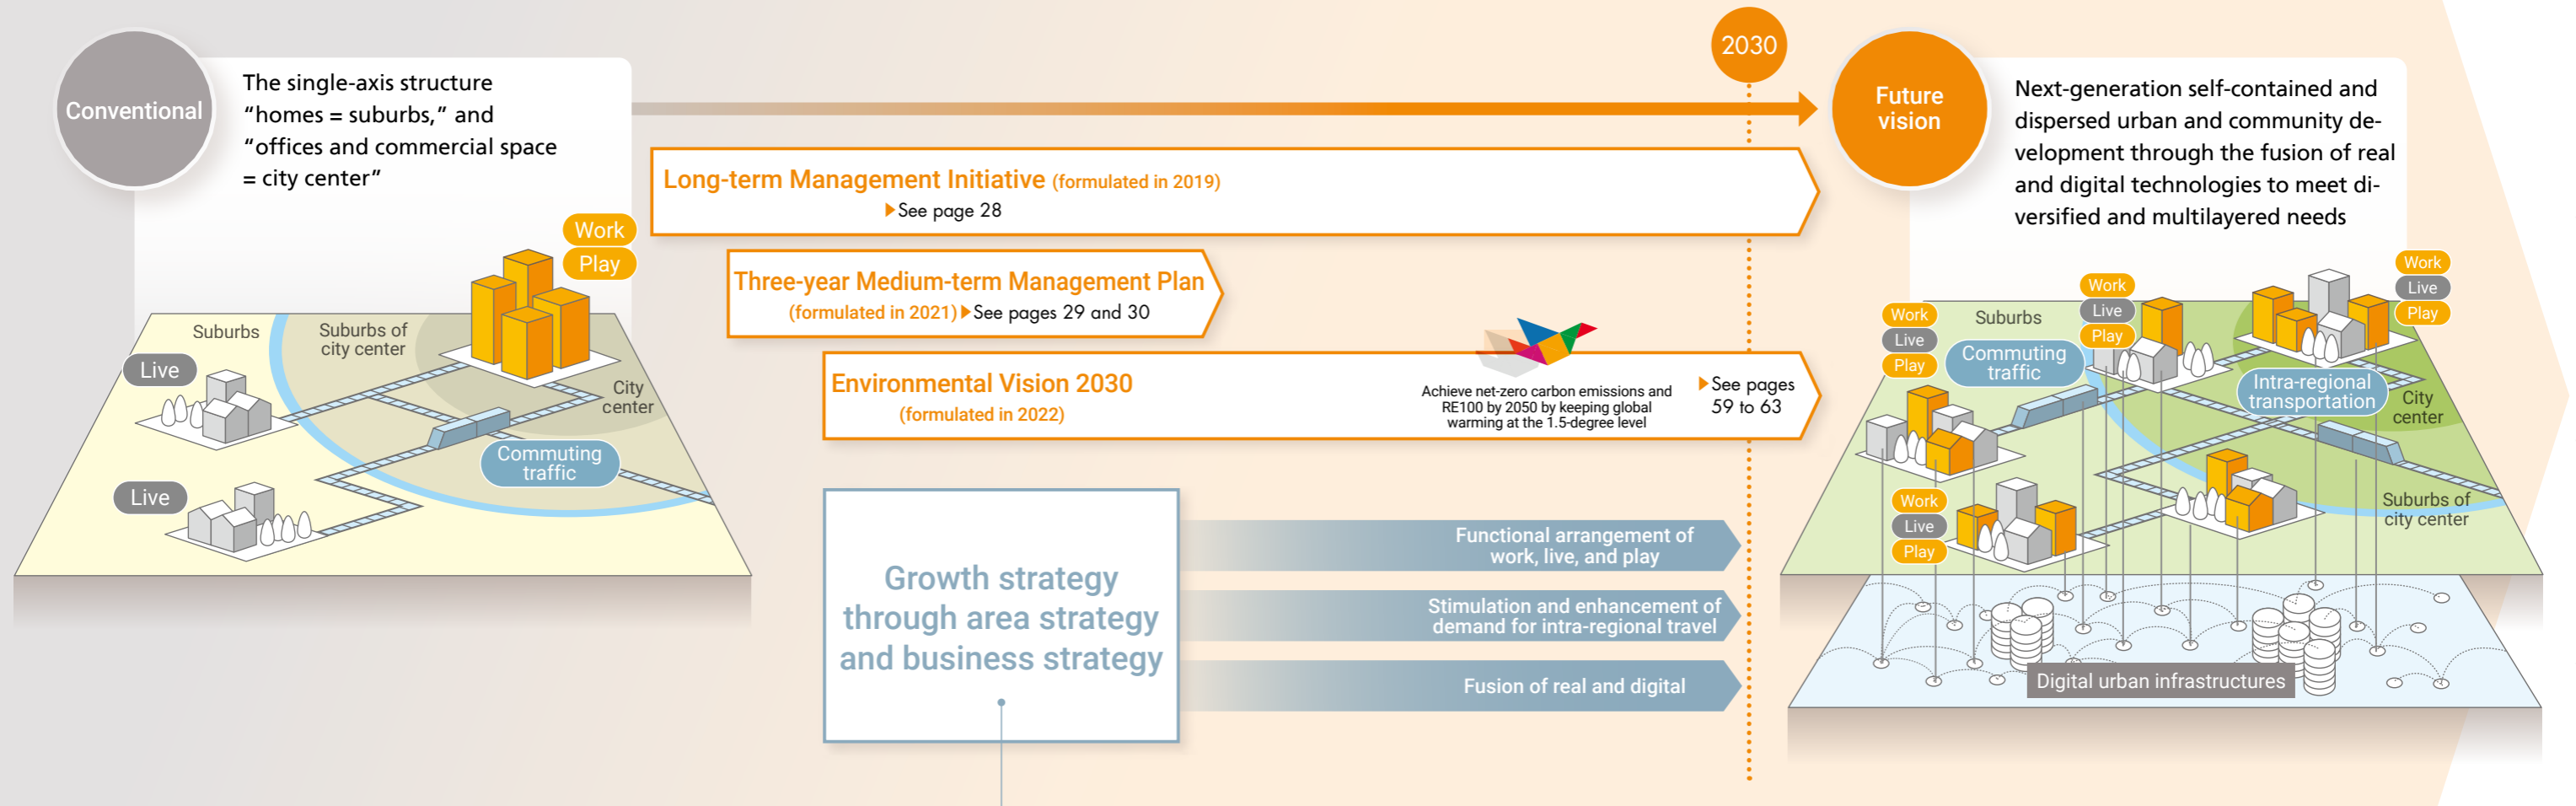 Conventional
The single-axis structure
“homes = suburbs,” and
“offices and commercial space
= city center”
Work
Play
Suburbs
Suburbs of
city center
Live
City
center
Commuting
traffic
Live
2030
Long-term Management Initiative (formulated in 2019)
See page 28
Three-year Medium-term Management Plan
(formulated in 2021) See pages 29 and 30
Environmental Vision 2030
(formulated in 2022)
Achieve net-zero carbon emissions and
RE100 by 2050 by keeping global
warming at the 1.5-degree level
See pages
59 to 63
Growth strategy
through area strategy
and business strategy
Functional arrangement of
work, live, and play
Stimulation and enhancement of
demand for intra-regional travel
Fusion of real and digital
Future
vision
Next-generation self-contained and
dispersed urban and community de-
velopment through the fusion of real
and digital technologies to meet di-
versified and multilayered needs
Work
Live
Play
Suburbs
Commuting
traffic
Work
Live
Play
Work
Live
Play
Intra-regional
transportation
City
center
Work
Live
Play
Suburbs of
city center
Digital urban infrastructures